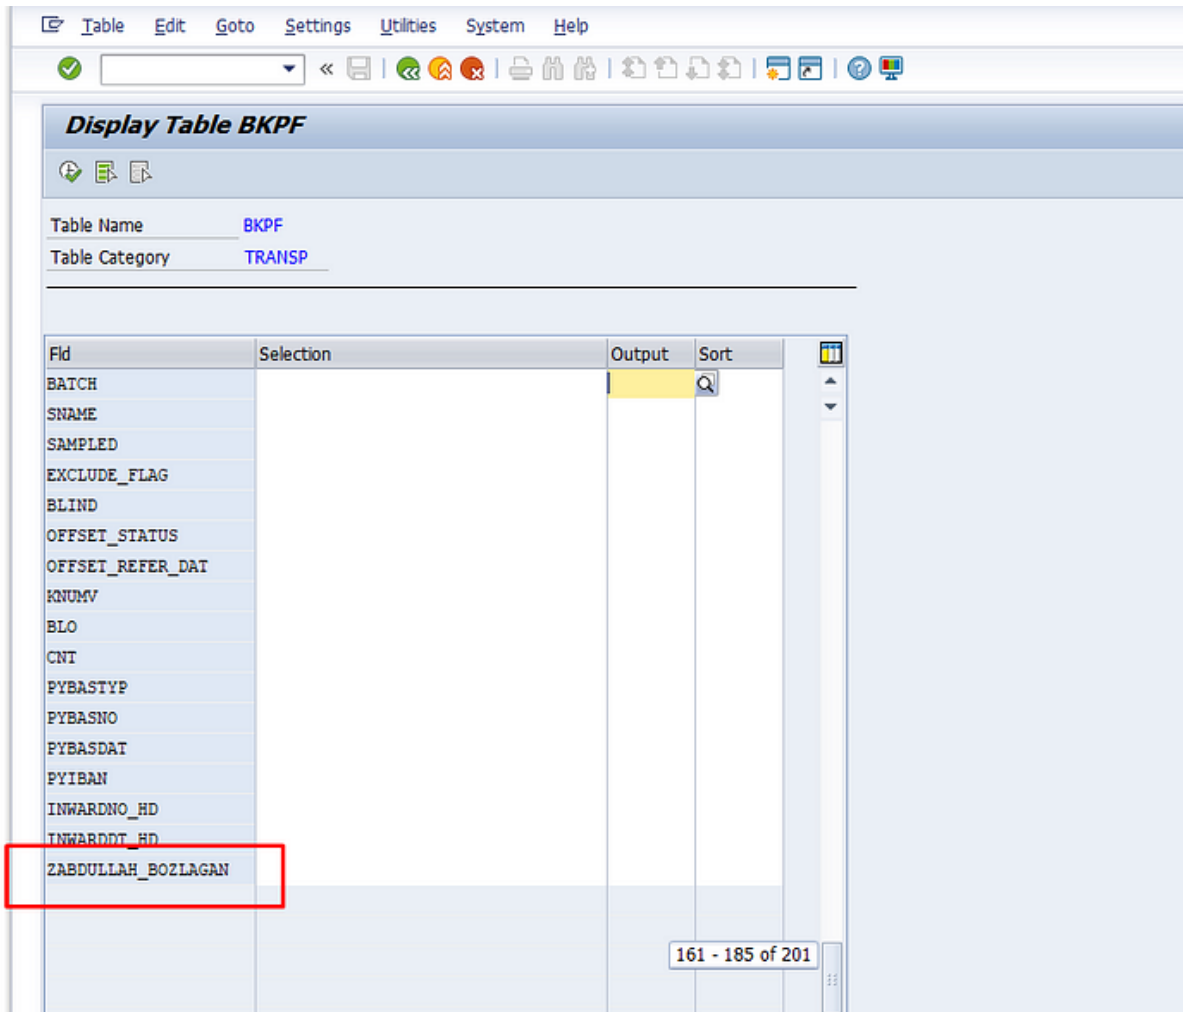 Table Edit Goto Settings Utilities System Help
Display Table BKPF
Table Name BKPF
Table Category TRANSP
Fld Selection Output Sort
BATCH
SNAME
SAMPLED
EXCLUDE_FLAG
BLIND
OFFSET_STATUS
OFFSET_REFER_DAT
KNUMV
BLO
CNT
PYBASTYP
PYBASNO
PYBASDAT
PYIBAN
INWARDNO_HD
INWARDDT_HD
ZABDULLAH_BOZLAGAN
161 - 185 of 201